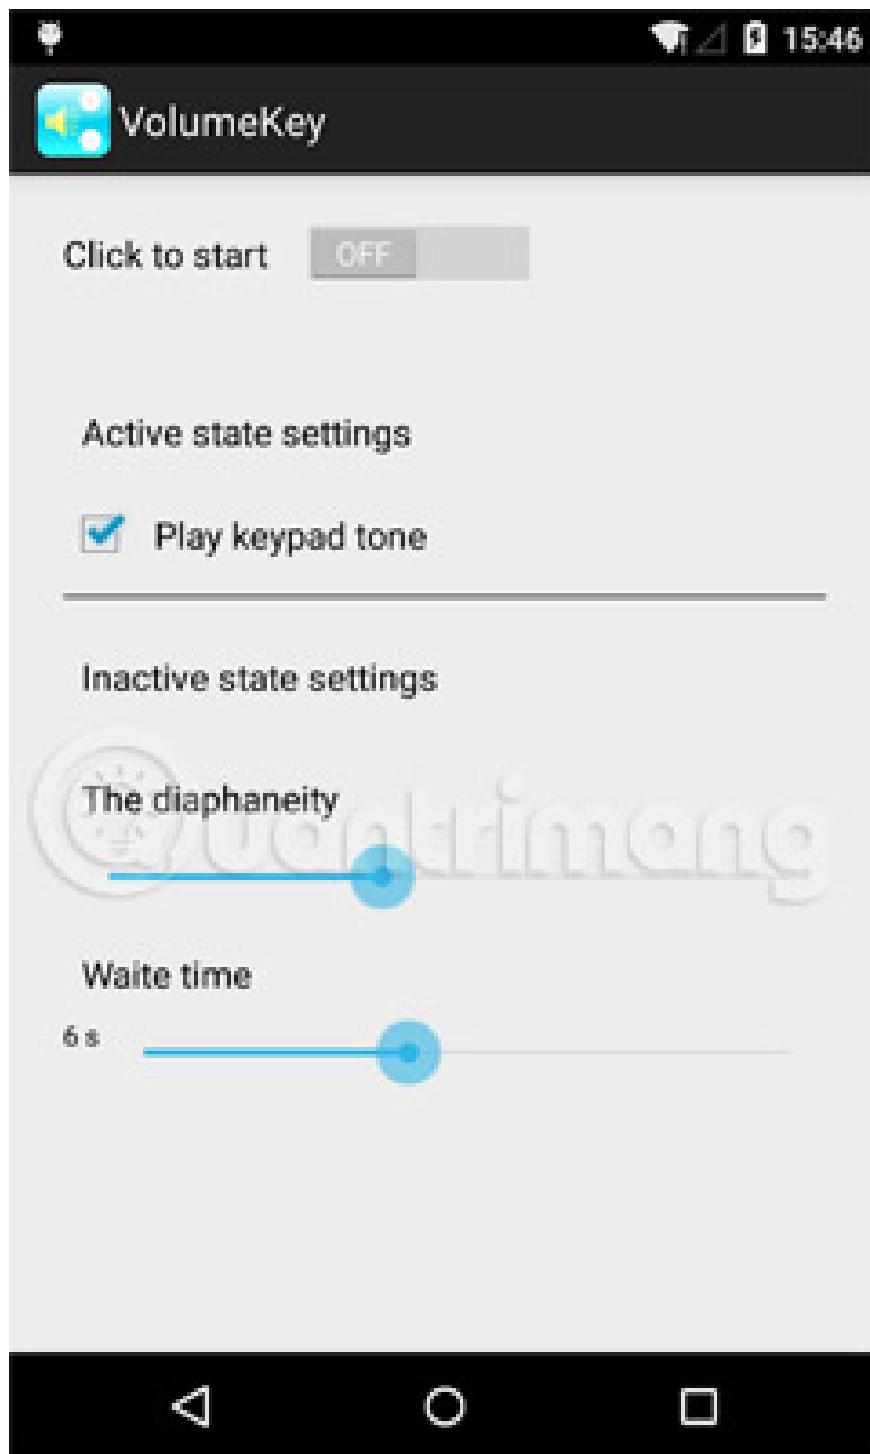 15:46
VolumeKey
Click to start OFF
Active state settings
Play keypad tone
Inactive state settings
The diaphaneity
Quantrimang
Waite time
6 s